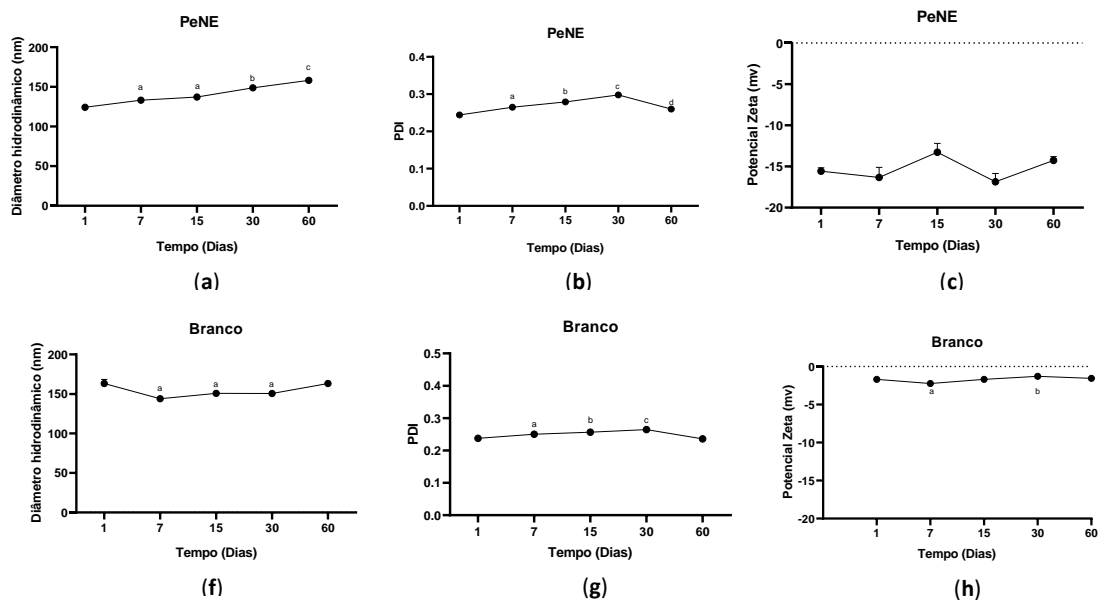 PeNE
Diâmetro hidrodinâmico (nm)
200
150
100
50
0
a a b c
1 7 15 30 60
Tempo (Dias)
(a)
PeNE
PDI
0.4
0.3
0.2
0.1
0.0
a b c d
1 7 15 30 60
Tempo (Dias)
(b)
PeNE
Potencial Zeta (mv)
0
-5
-10
-15
-20
1 7 15 30 60
Tempo (Dias)
(c)
Branco
Diâmetro hidrodinâmico (nm)
200
150
100
50
0
a a a
1 7 15 30 60
Tempo (Dias)
(f)
Branco
PDI
0.5
0.4
0.3
0.2
0.1
0.0
a b c
1 7 15 30 60
Tempo (Dias)
(g)
Branco
Potencial Zeta (mv)
0
-5
-10
-15
-20
a b
1 7 15 30 60
Tempo (Dias)
(h)